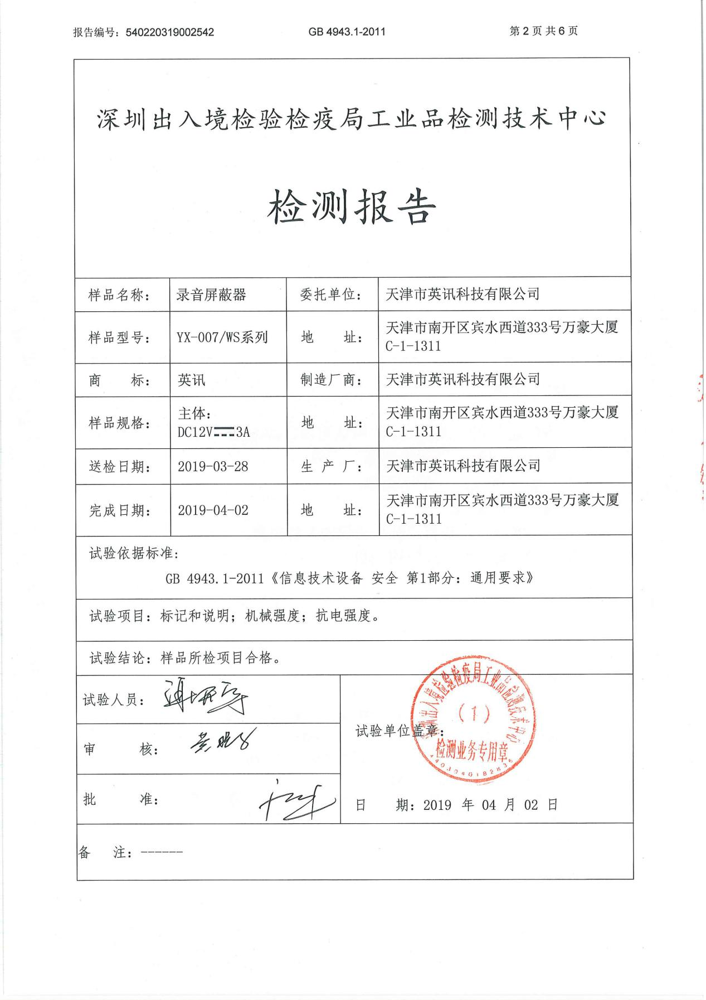 报告编号：540220319002542 GB 4943.1-2011 第 2 页 共 6 页
深圳出入境检验检疫局工业品检测技术中心
检测报告
样品名称： 录音屏蔽器 委托单位： 天津市英讯科技有限公司
样品型号： YX-007/WS系列 地 址： 天津市南开区宾水西道333号万豪大厦
C-1-1311
商 标： 英讯 制造厂商： 天津市英讯科技有限公司
样品规格： 主体：
DC12V⎓3A 地 址： 天津市南开区宾水西道333号万豪大厦
C-1-1311
送检日期： 2019-03-28 生 产 厂： 天津市英讯科技有限公司
完成日期： 2019-04-02 地 址： 天津市南开区宾水西道333号万豪大厦
C-1-1311
试验依据标准：
GB 4943.1-2011《信息技术设备 安全 第1部分：通用要求》
试验项目：标记和说明；机械强度；抗电强度。
试验结论：样品所检项目合格。
试验人员：
审 核：
批 准：
试验单位盖章：
深圳出入境检验检疫局工业品检测技术中心
（1）
检测业务专用章
日 期：2019 年 04 月 02 日
备 注：------